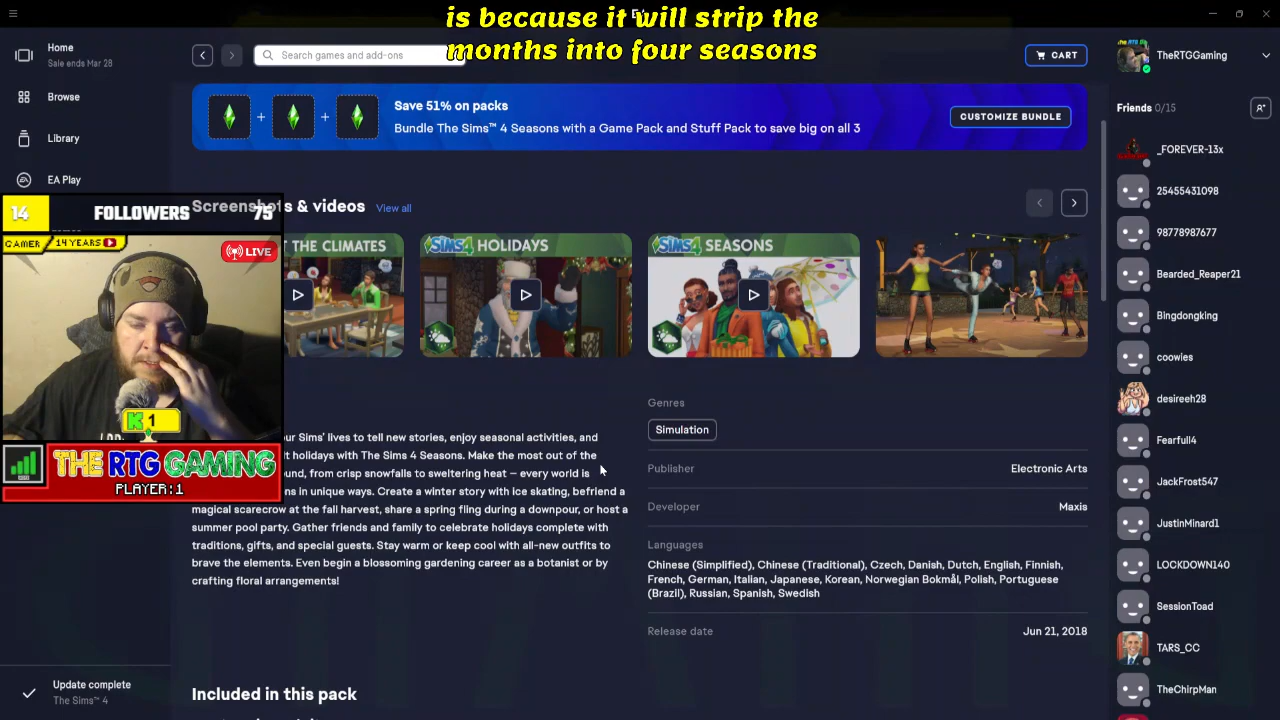 is because it will strip the
months into four seasons
Home
Sale ends Mar 28
Search games and add-ons
CART
TheRTGGaming
Browse
Library
EA Play
Save 51% on packs
Bundle The Sims™ 4 Seasons with a Game Pack and Stuff Pack to save big on all 3
CUSTOMIZE BUNDLE
Friends 0/15
_FOREVER-13x
25455431098
98778987677
Bearded_Reaper21
Bingdongking
coowies
desireeh28
Fearful4
JackFrost547
JustinMinard1
LOCKDOWN140
SessionToad
TARS_CC
TheChirpMan
14 FOLLOWERS 75
GAMER 14 YEARS
LIVE
K 1
THE RTG GAMING
PLAYER:1
Screenshots & videos View all
THE CLIMATES
SIMS 4 HOLIDAYS
SIMS 4 SEASONS
our Sims' lives to tell new stories, enjoy seasonal activities, and
holidays with The Sims 4 Seasons. Make the most out of the
from crisp snowfalls to sweltering heat – every world is
in unique ways. Create a winter story with ice skating, befriend a
magical scarecrow at the fall harvest, share a spring fling during a downpour, or host a
summer pool party. Gather friends and family to celebrate holidays complete with
traditions, gifts, and special guests. Stay warm or keep cool with all-new outfits to
brave the elements. Even begin a blossoming gardening career as a botanist or by
crafting floral arrangements!
Genres
Simulation
Publisher Electronic Arts
Developer Maxis
Languages
Chinese (Simplified), Chinese (Traditional), Czech, Danish, Dutch, English, Finnish,
French, German, Italian, Japanese, Korean, Norwegian Bokmål, Polish, Portuguese
(Brazil), Russian, Spanish, Swedish
Release date Jun 21, 2018
Included in this pack
Update complete
The Sims™ 4